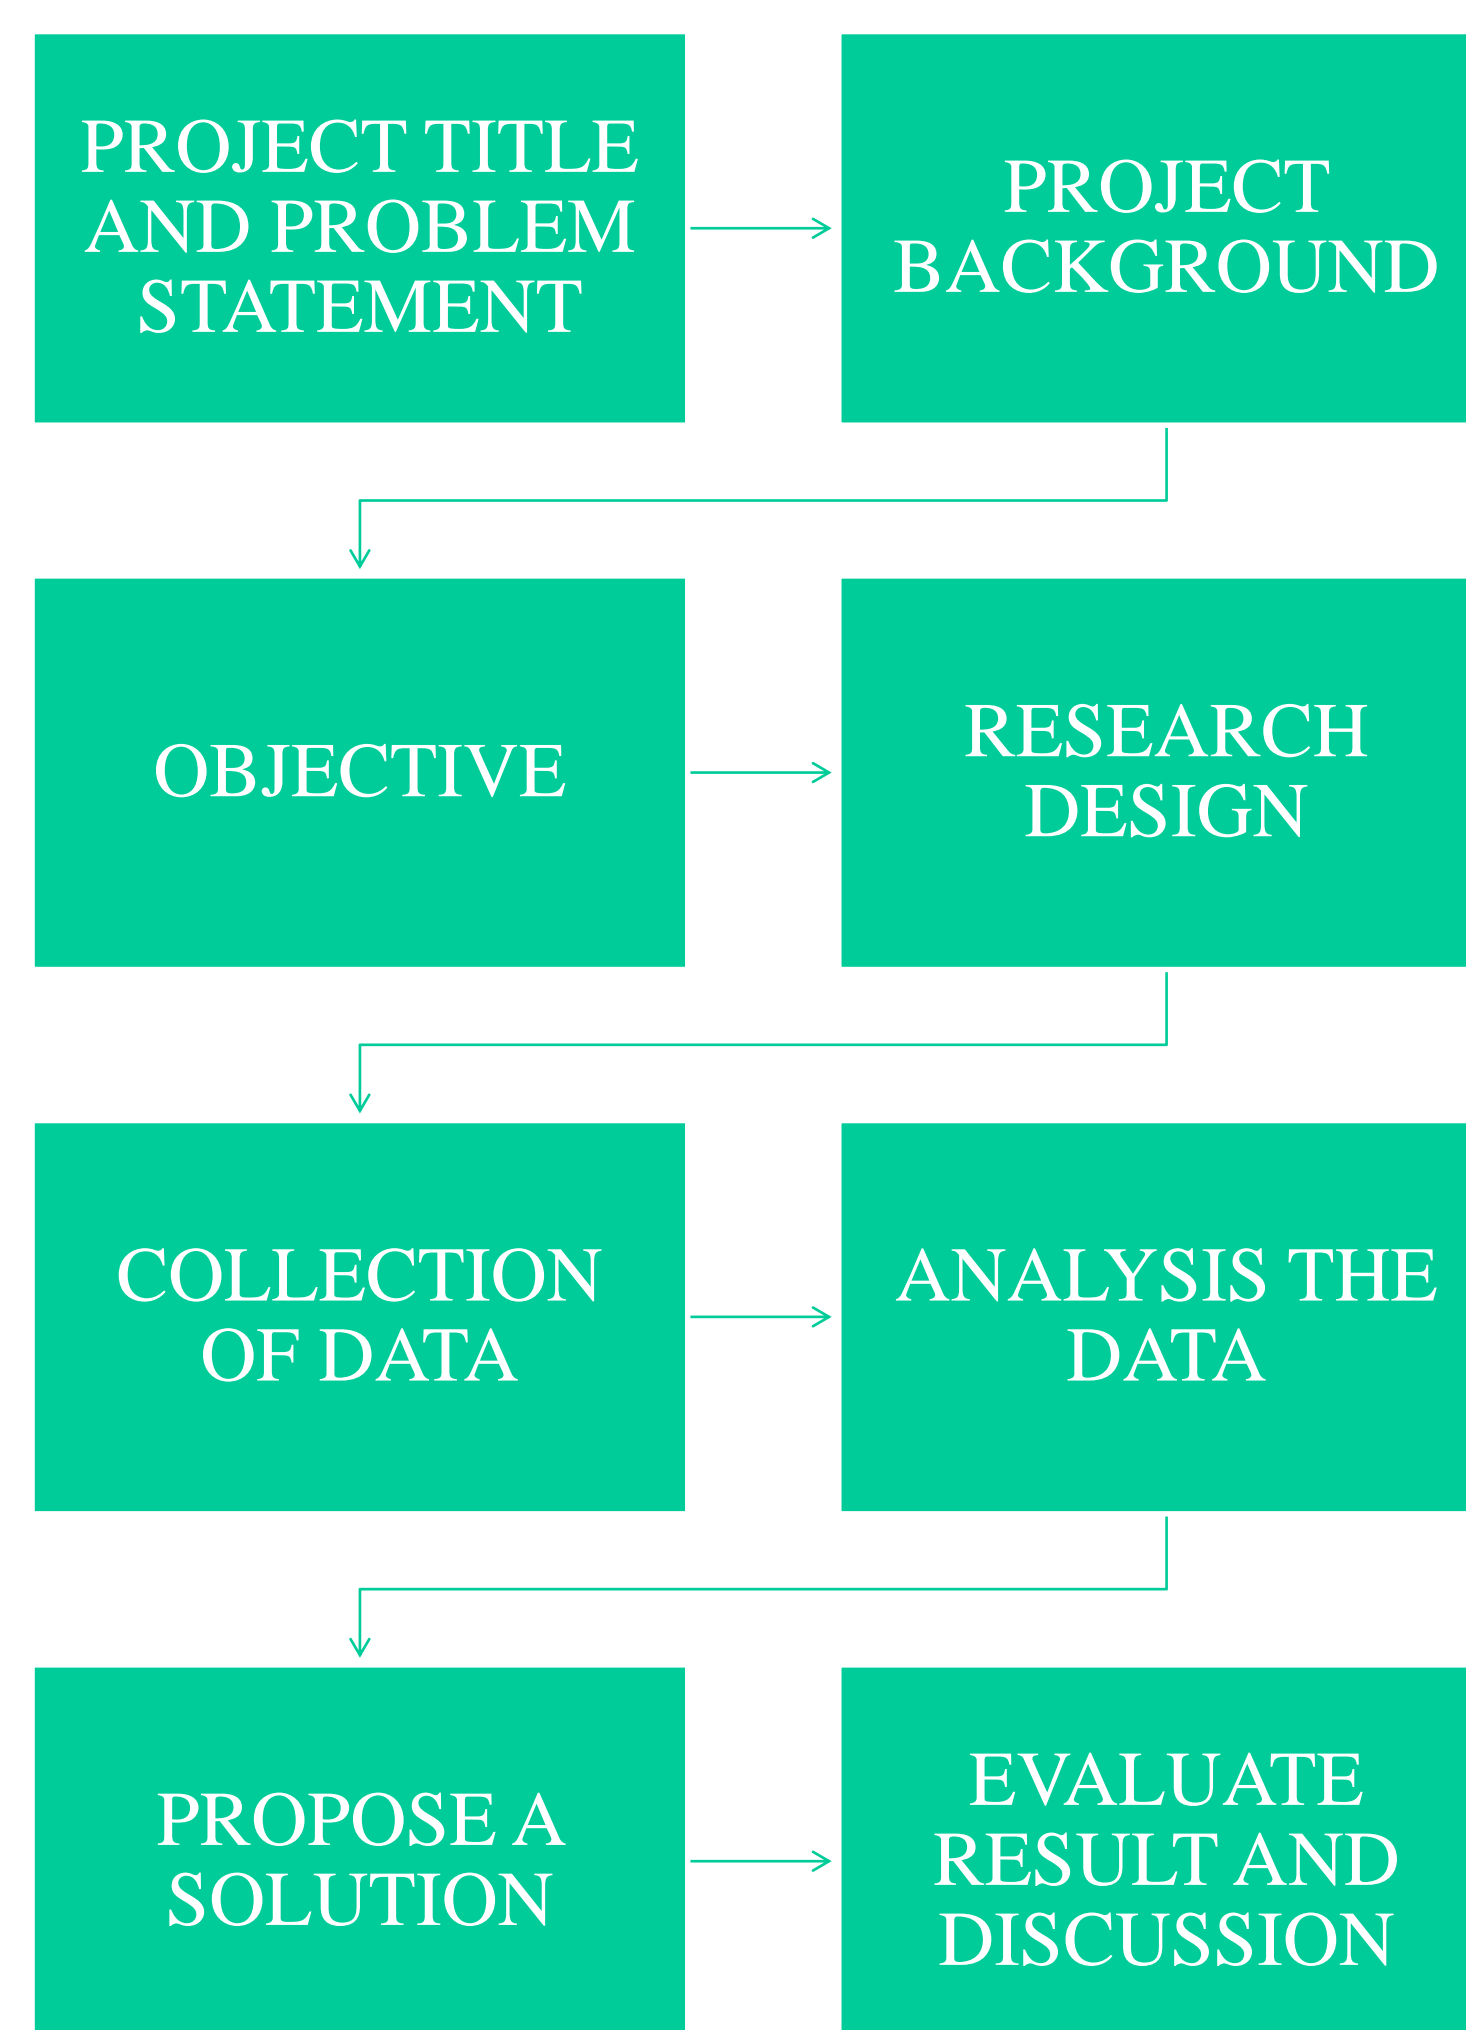 PROJECT TITLE
AND PROBLEM
STATEMENT
PROJECT
BACKGROUND
OBJECTIVE
RESEARCH
DESIGN
COLLECTION
OF DATA
ANALYSIS THE
DATA
PROPOSE A
SOLUTION
EVALUATE
RESULT AND
DISCUSSION